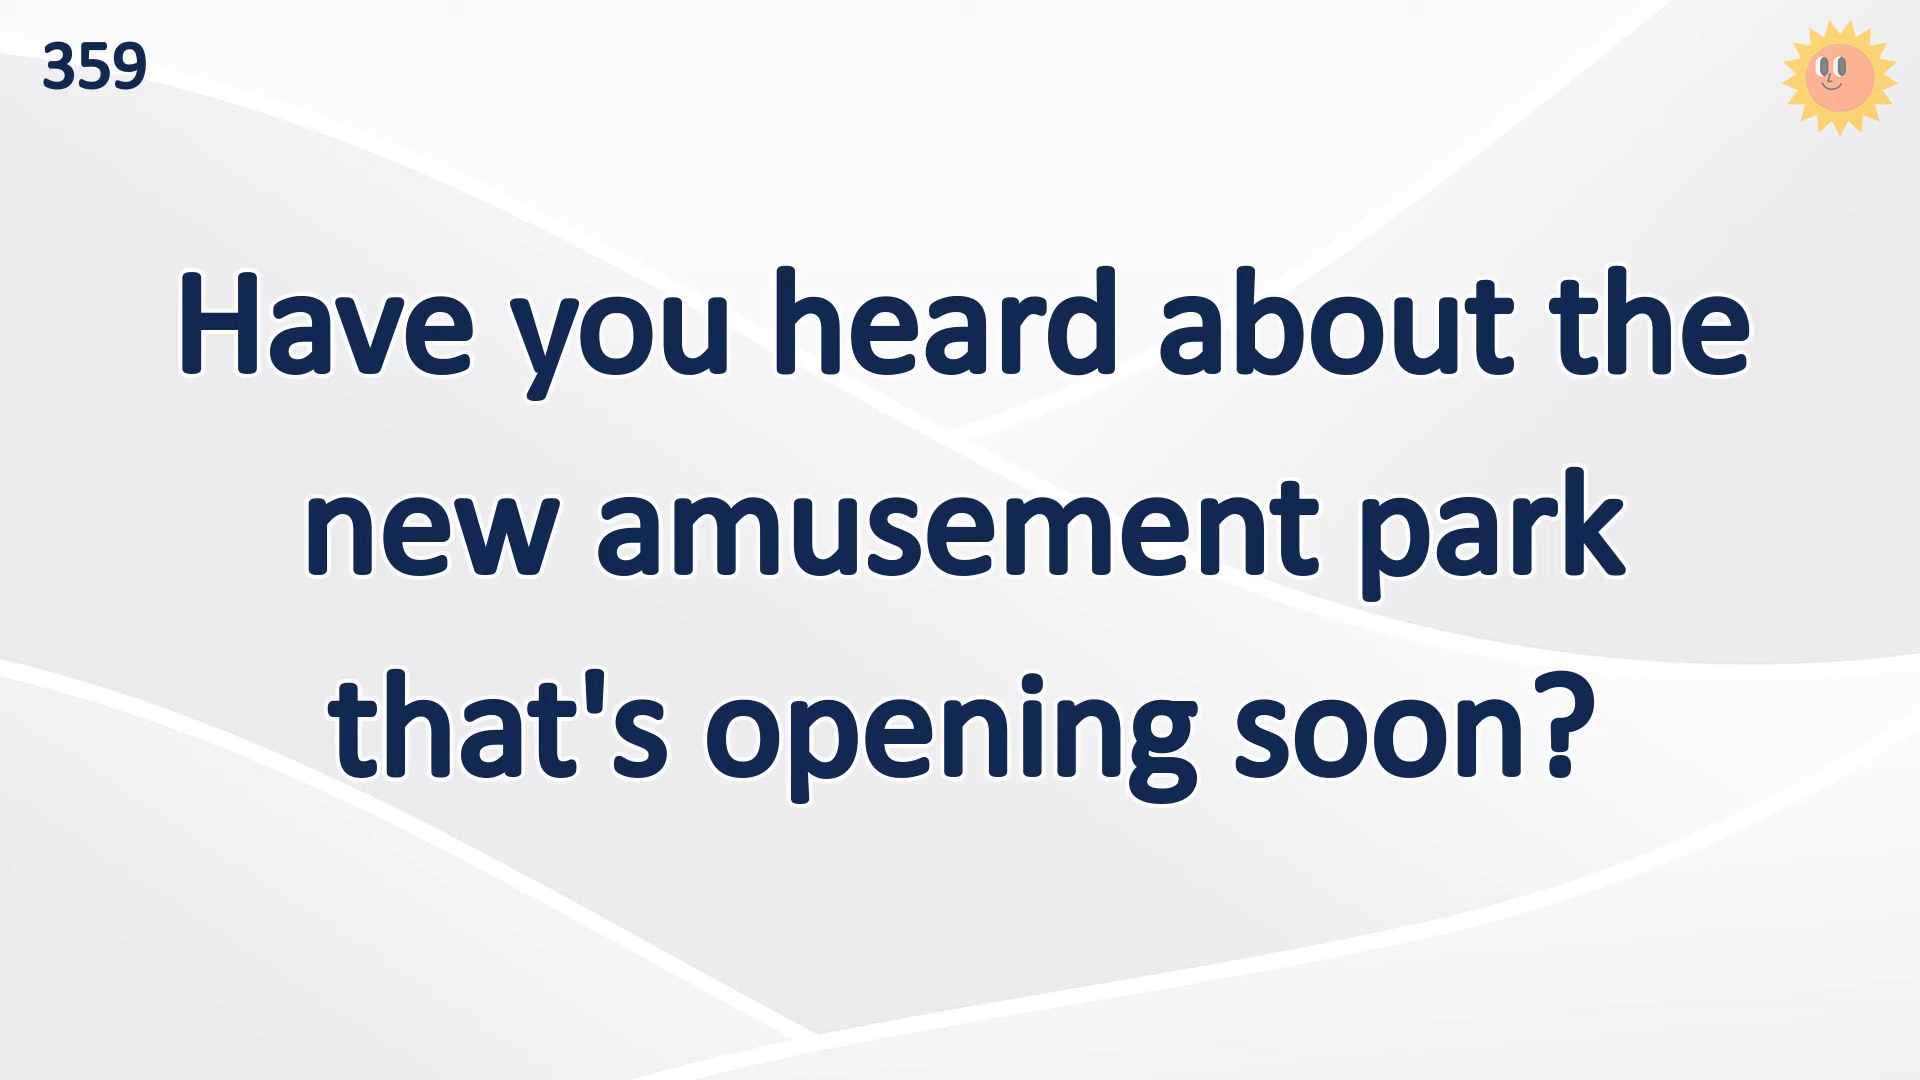 359
Have you heard about the
new amusement park
that's opening soon?